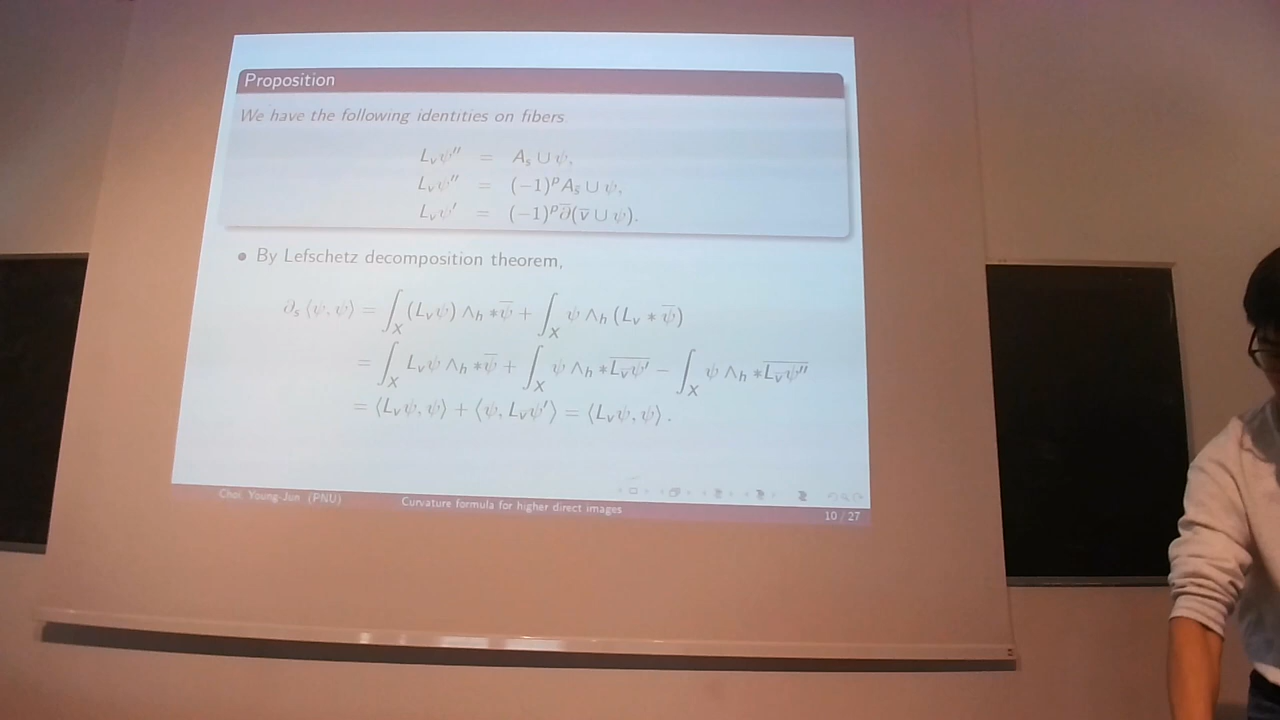 Proposition
We have the following identities on fibers
L_v ψ'' = A_s ∪ ψ,
L_v̄ ψ'' = (−1)^p A_s̄ ∪ ψ,
L_v̄ ψ' = (−1)^p ∂̄(v̄ ∪ ψ).
• By Lefschetz decomposition theorem,
∂_s ⟨ψ, ψ⟩ = ∫_X (L_v ψ) ∧_h *ψ̅ + ∫_X ψ ∧_h (L_v * ψ̅)
= ∫_X L_v ψ ∧_h *ψ̅ + ∫_X ψ ∧_h *\overline{L_v̄ ψ'} − ∫_X ψ ∧_h *\overline{L_v̄ ψ''}
= ⟨L_v ψ, ψ⟩ + ⟨ψ, L_v̄ ψ'⟩ = ⟨L_v ψ, ψ⟩ .
Choi, Young-Jun (PNU) Curvature formula for higher direct images 10 / 27